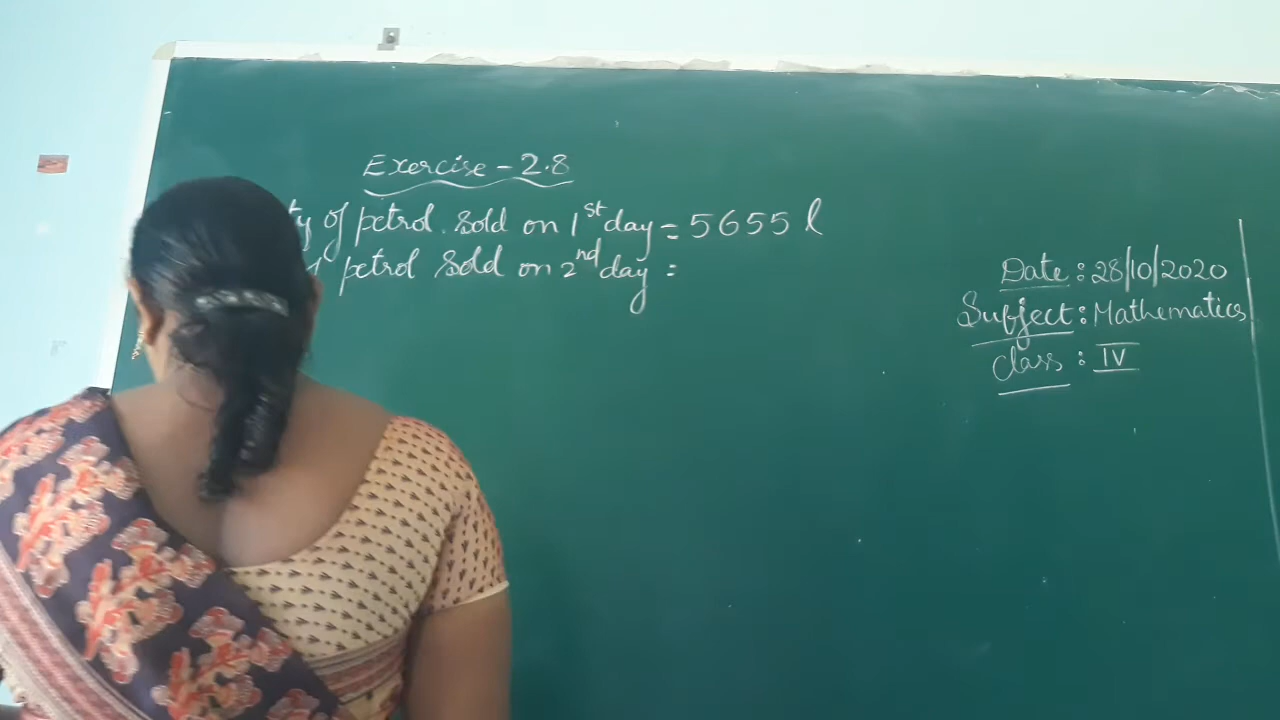 Exercise - 2.8
ty of petrol sold on 1st day = 5655 l
petrol sold on 2nd day =
Date : 28/10/2020
Subject : Mathematics
Class : IV